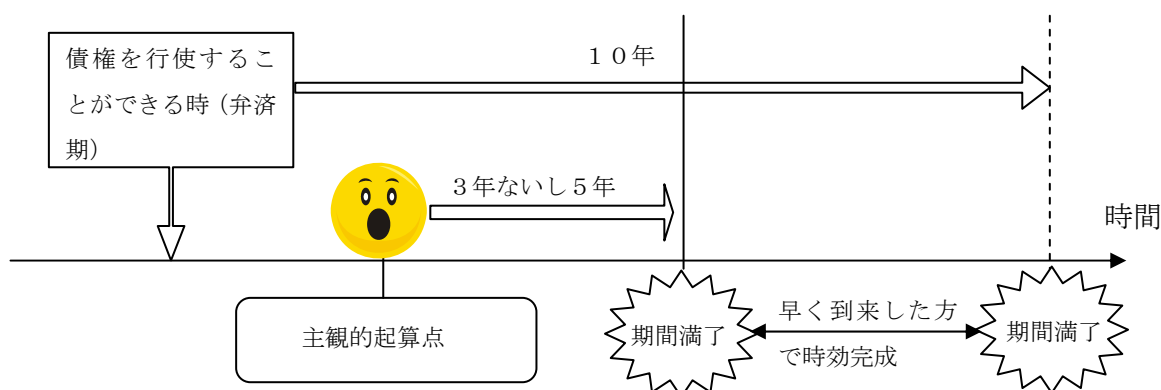 債権を行使するこ
とができる時（弁済
期）
１０年
３年ないし５年
時間
主観的起算点
期間満了
早く到来した方
で時効完成
期間満了